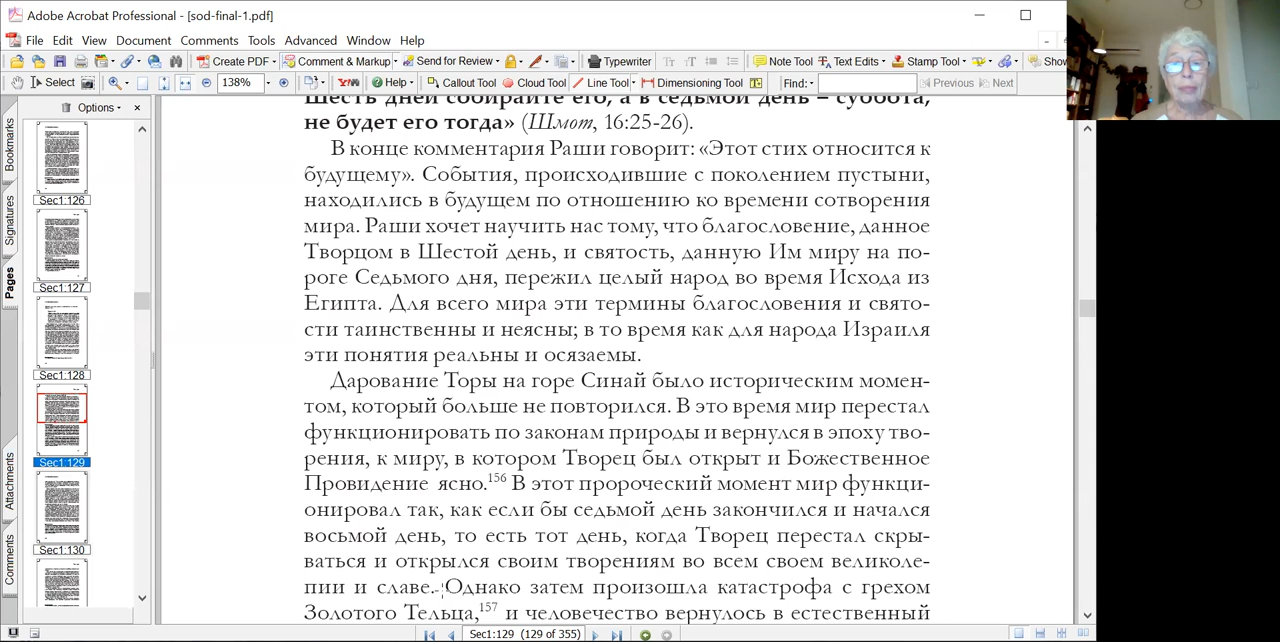 Adobe Acrobat Professional - [sod-final-1.pdf]
File Edit View Document Comments Tools Advanced Window Help
Create PDF Comment & Markup Send for Review Typewriter Note Tool Text Edits Stamp Tool Show
Select 138% Help Callout Tool Cloud Tool Line Tool Dimensioning Tool Find: Previous Next
Options
Bookmarks
Signatures
Pages
Attachments
Comments
Sec1:126
Sec1:127
Sec1:128
Sec1:129
Sec1:130
Шесть дней собирайте его, а в седьмой день – суббота,
не будет его тогда» (Шмот, 16:25-26).
В конце комментария Раши говорит: «Этот стих относится к
будущему». События, происходившие с поколением пустыни,
находились в будущем по отношению ко времени сотворения
мира. Раши хочет научить нас тому, что благословение, данное
Творцом в Шестой день, и святость, данную Им миру на по-
роге Седьмого дня, пережил целый народ во время Исхода из
Египта. Для всего мира эти термины благословения и свято-
сти таинственны и неясны; в то время как для народа Израиля
эти понятия реальны и осязаемы.
Дарование Торы на горе Синай было историческим момен-
том, который больше не повторился. В это время мир перестал
функционировать по законам природы и вернулся в эпоху тво-
рения, к миру, в котором Творец был открыт и Божественное
Провидение ясно.156 В этот пророческий момент мир функци-
онировал так, как если бы седьмой день закончился и начался
восьмой день, то есть тот день, когда Творец перестал скры-
ваться и открылся своим творениям во всем своем великоле-
пии и славе. Однако затем произошла катастрофа с грехом
Золотого Тельца,157 и человечество вернулось в естественный
Sec1:129 (129 of 355)